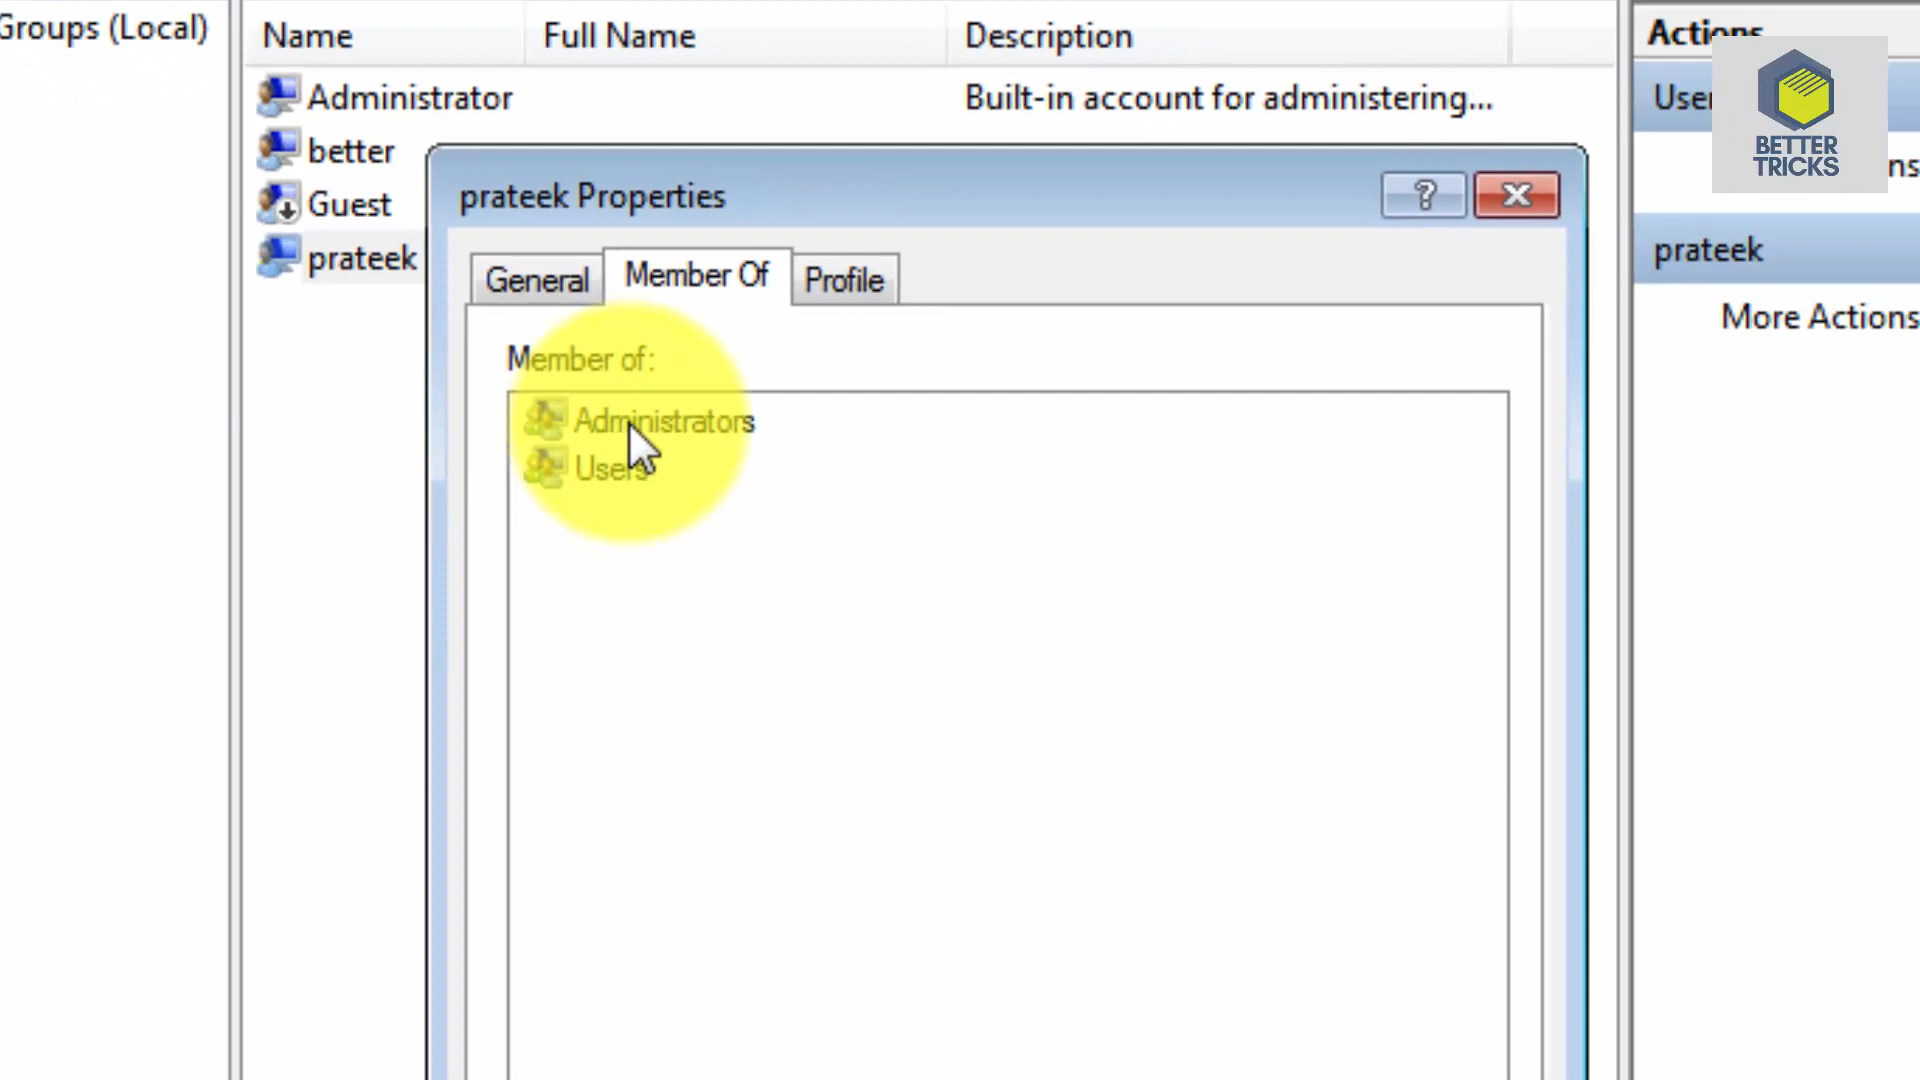 Groups (Local)
Name Full Name Description
Administrator Built-in account for administering...
better
Guest
prateek
prateek Properties
?
General Member Of Profile
Member of:
Administrators
Users
Actions
prateek
More Actions
BETTER
TRICKS